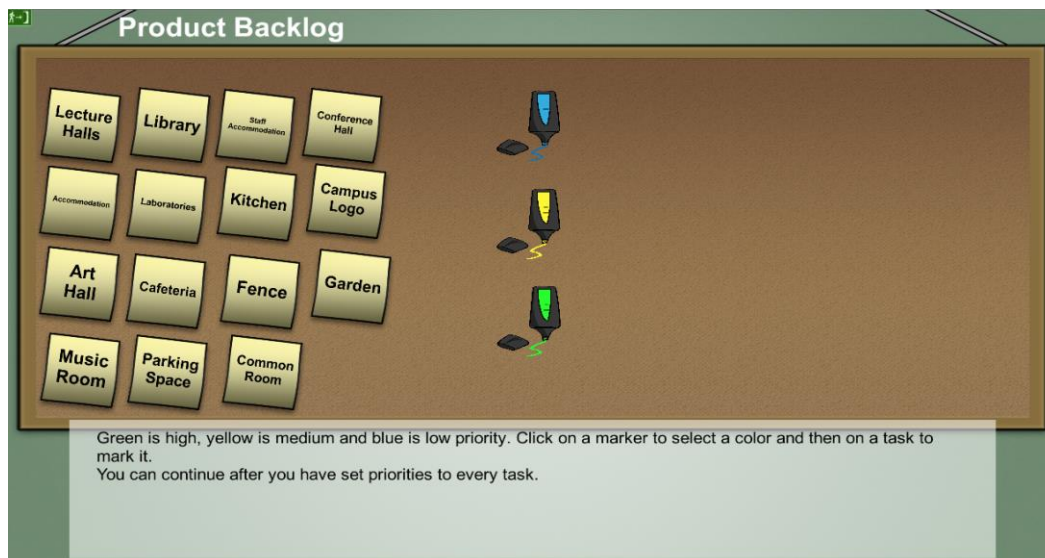 Product Backlog
Lecture
Halls
Library
Staff
Accommodation
Conference
Hall
Accommodation
Laboratories
Kitchen
Campus
Logo
Art
Hall
Cafeteria
Fence
Garden
Music
Room
Parking
Space
Common
Room
Green is high, yellow is medium and blue is low priority. Click on a marker to select a color and then on a task to
mark it.
You can continue after you have set priorities to every task.